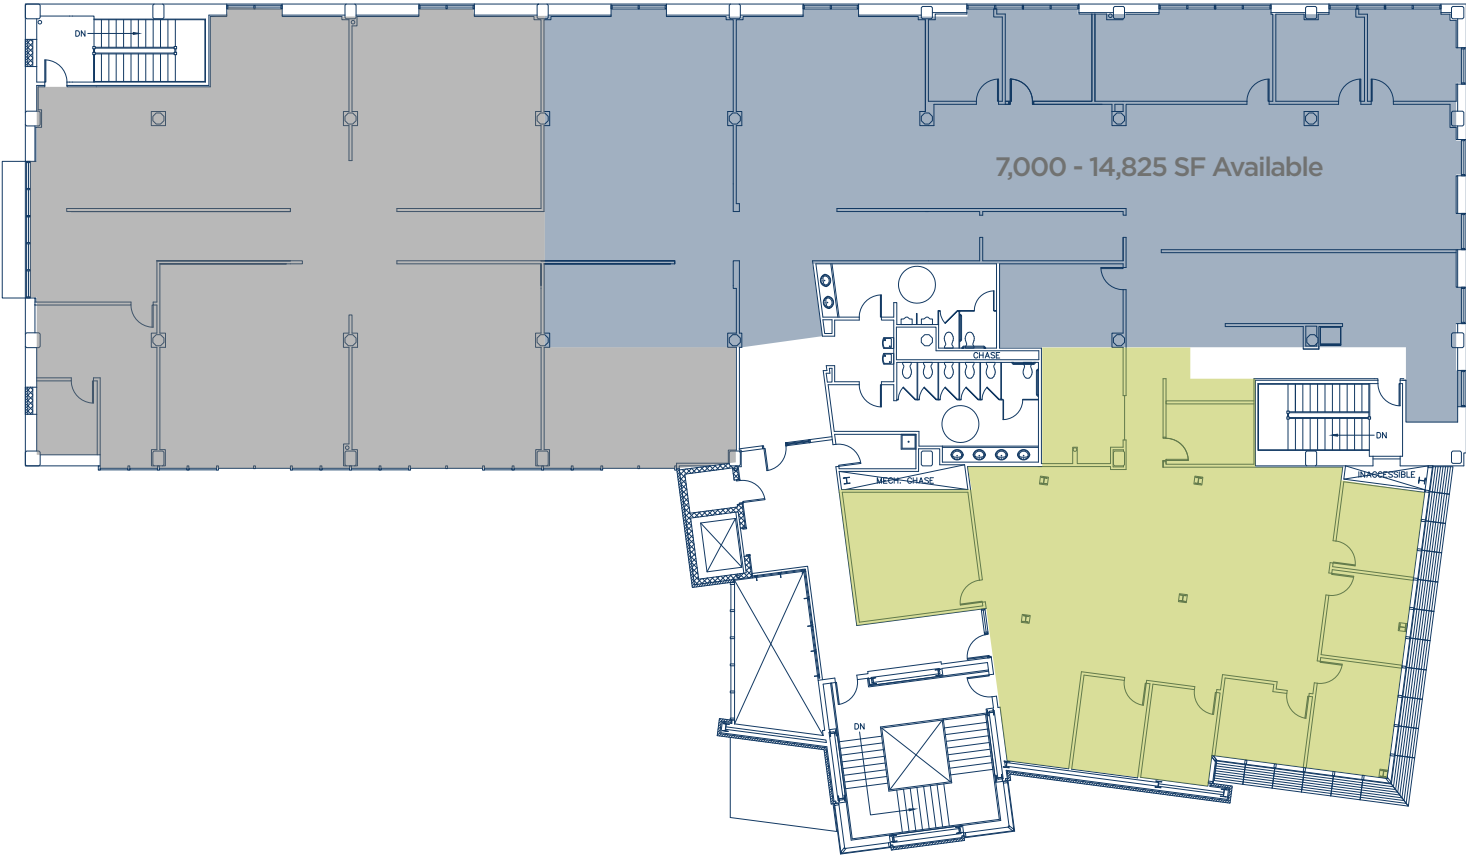 DN
7,000 - 14,825 SF Available
CHASE
DN
MECH. CHASE
INACCESSIBLE
DN